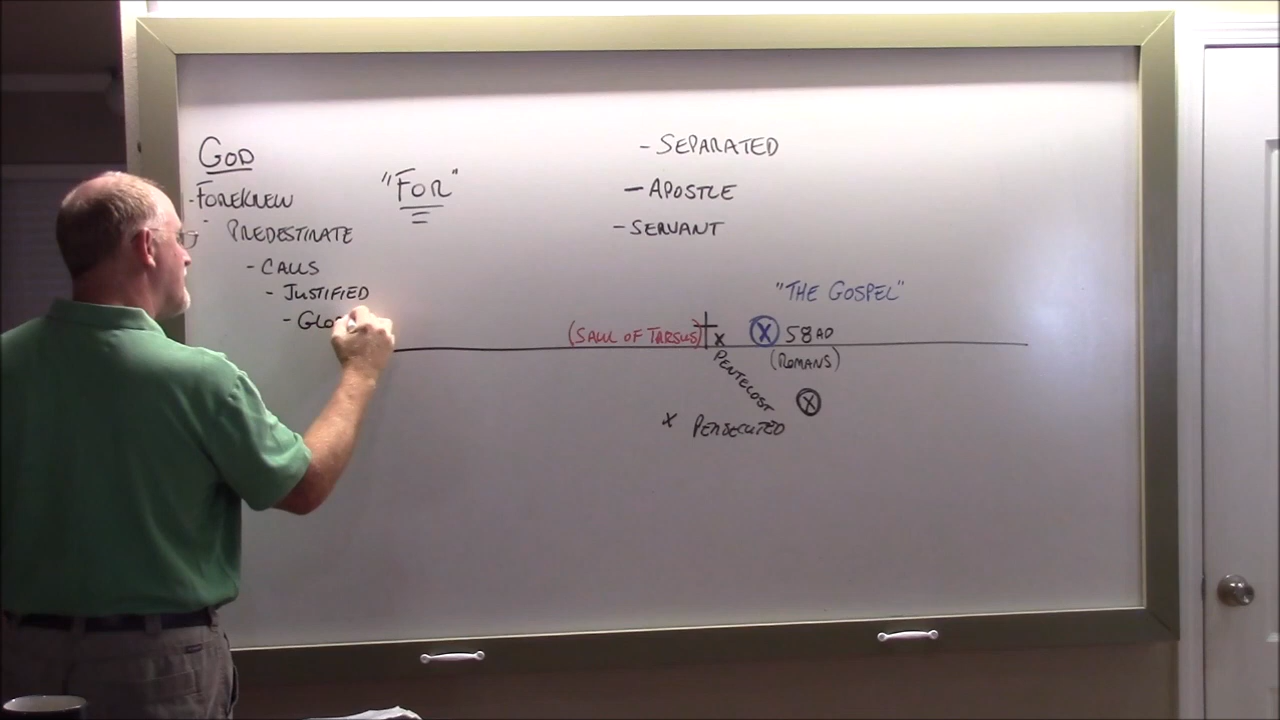 GOD
-FOREKNEW
- PREDESTINATE
- CALLS
- JUSTIFIED
- GLO
"FOR"
- SEPARATED
- APOSTLE
- SERVANT
"THE GOSPEL"
(SAUL OF TARSUS) X X 58 AD
(ROMANS)
PENTECOST
X
X PERSECUTED